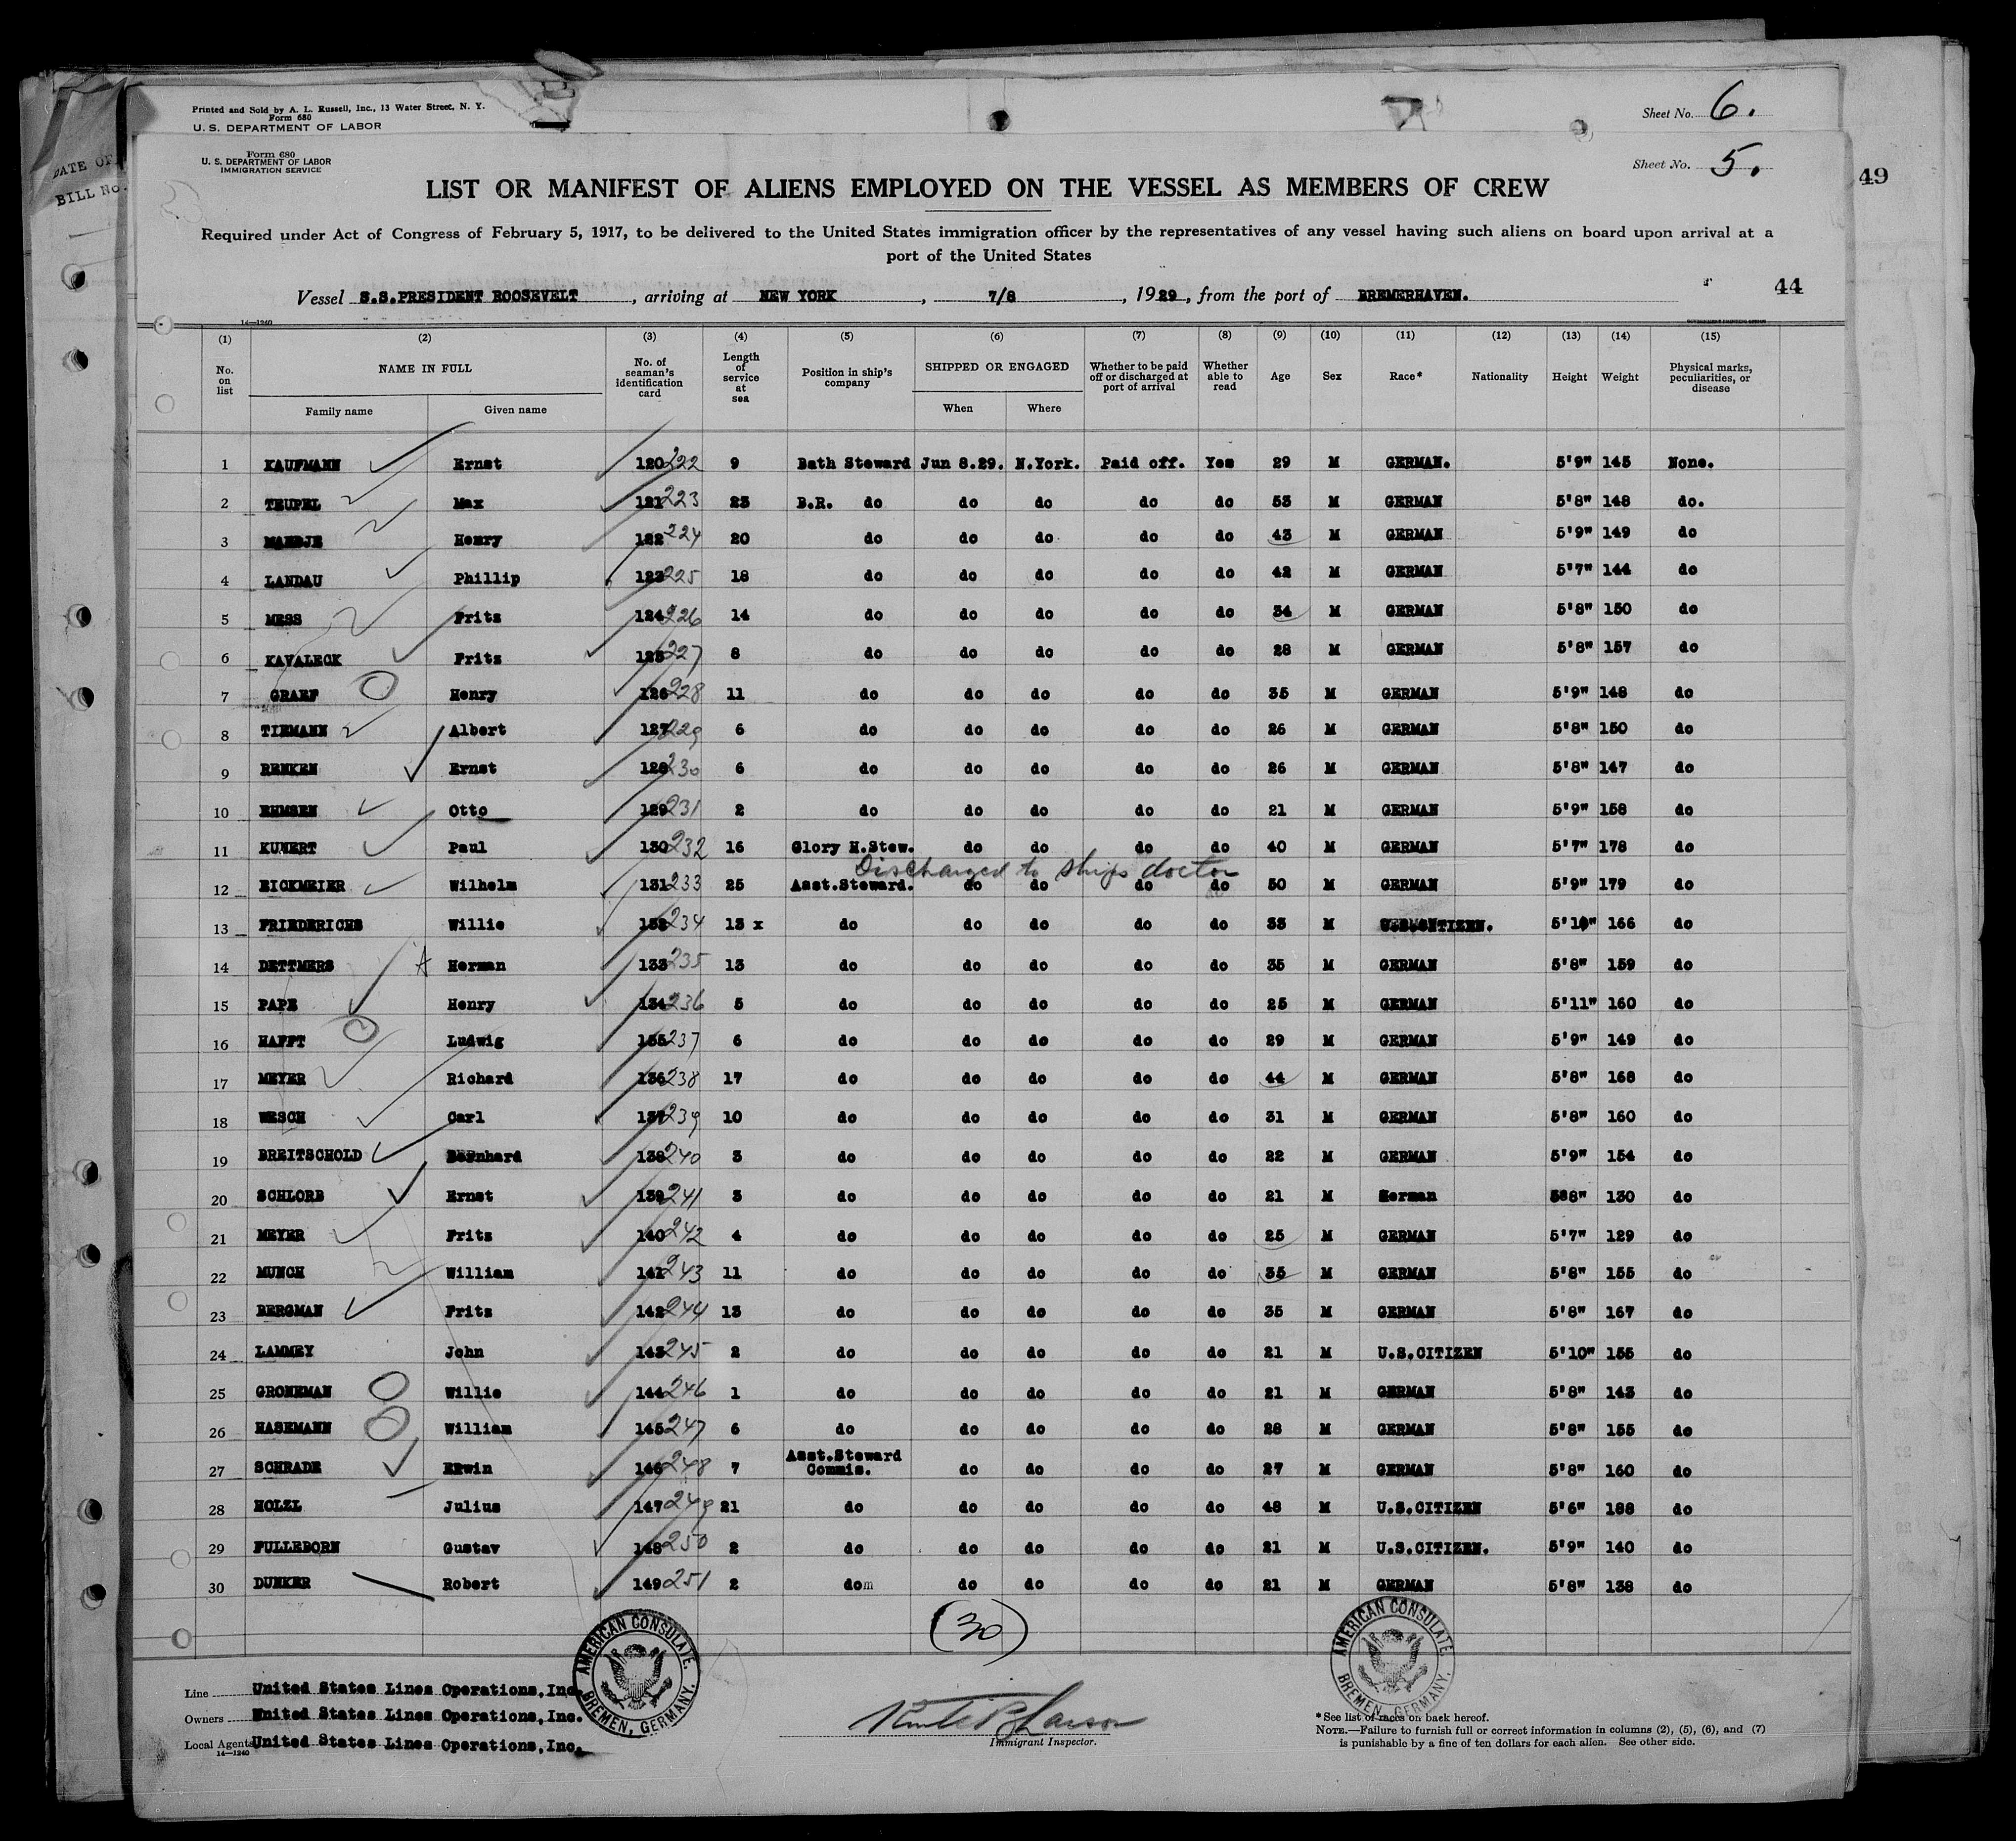 Printed and Sold by A. L. Russell, Inc., 13 Water Street, N. Y.
Form 680
U. S. DEPARTMENT OF LABOR
Sheet No. 6.
DATE OF
BILL No.
Form 680
U. S. DEPARTMENT OF LABOR
IMMIGRATION SERVICE
Sheet No. 5.
49
LIST OR MANIFEST OF ALIENS EMPLOYED ON THE VESSEL AS MEMBERS OF CREW
Required under Act of Congress of February 5, 1917, to be delivered to the United States immigration officer by the representatives of any vessel having such aliens on board upon arrival at a
port of the United States
Vessel S.S.PRESIDENT ROOSEVELT, arriving at NEW YORK, 7/8, 1929, from the port of BREMERHAVEN.
44
14—1240
(1) (2) (3) (4) (5) (6) (7) (8) (9) (10) (11) (12) (13) (14) (15)
No. on list NAME IN FULL No. of seaman's identification card Length of service at sea Position in ship's company SHIPPED OR ENGAGED Whether to be paid off or discharged at port of arrival Whether able to read Age Sex Race* Nationality Height Weight Physical marks, peculiarities, or disease
Family name Given name When Where
1 KAUFMANN Ernst 120 222 9 Bath Steward Jun 8.29. N.York. Paid off. Yes 29 M GERMAN. 5'9" 145 None.
2 TEUPEL Max 121 223 23 B.R. do do do do do 53 M GERMAN 5'8" 148 do.
3 Henry 122 224 20 do do do do do 43 M GERMAN 5'9" 149 do
4 LANDAU Phillip 123 225 18 do do do do do 42 M GERMAN 5'7" 144 do
5 MESS Fritz 124 226 14 do do do do do 34 M GERMAN 5'8" 150 do
6 KAVALECK Fritz 125 227 8 do do do do do 28 M GERMAN 5'8" 157 do
7 GRAEF Henry 126 228 11 do do do do do 35 M GERMAN 5'9" 148 do
8 TIEMANN Albert 127 229 6 do do do do do 26 M GERMAN 5'8" 150 do
9 RENKEN Ernst 128 230 6 do do do do do 26 M GERMAN 5'8" 147 do
10 EHMSEN Otto 129 231 2 do do do do do 21 M GERMAN 5'9" 158 do
11 KUNERT Paul 130 232 16 Glory H.Stew. do do do do 40 M GERMAN 5'7" 178 do
Discharged to ships doctor
12 EICKMEIER Wilhelm 131 233 25 Asst.Steward. do do do do 50 M GERMAN 5'9" 179 do
13 FRIEDERICHS Willie 132 234 13 x do do do do do 33 M 5'10" 166 do
14 DETTMERS Herman 133 235 13 do do do do do 35 M GERMAN 5'8" 159 do
15 PAPE Henry 134 236 5 do do do do do 25 M GERMAN 5'11" 160 do
16 HAFFT Ludwig 135 237 6 do do do do do 29 M GERMAN 5'9" 149 do
17 MEYER Richard 136 238 17 do do do do do 44 M GERMAN 5'8" 168 do
18 WESCH Carl 137 239 10 do do do do do 31 M GERMAN 5'8" 160 do
19 BREITSCHOLD Bernhard 138 240 3 do do do do do 22 M GERMAN 5'9" 154 do
20 SCHLORB Ernst 139 241 3 do do do do do 21 M German 5'8" 130 do
21 MEYER Fritz 140 242 4 do do do do do 25 M GERMAN 5'7" 129 do
22 MUNCH William 141 243 11 do do do do do 35 M GERMAN 5'8" 155 do
23 BERGMAN Fritz 142 244 13 do do do do do 35 M GERMAN 5'8" 167 do
24 LAMMEY John 143 245 2 do do do do do 21 M U.S.CITIZEN 5'10" 155 do
25 GRONEMAN Willie 144 246 1 do do do do do 21 M GERMAN 5'8" 143 do
26 HASEMANN William 145 247 6 do do do do do 28 M GERMAN 5'8" 155 do
27 SCHRADE Erwin 146 248 7 Asst.Steward Commis. do do do do 27 M GERMAN 5'8" 160 do
28 HOLZL Julius 147 249 21 do do do do do 48 M U.S.CITIZEN 5'6" 188 do
29 FULLEBORN Gustav 148 250 2 do do do do do 21 M U.S.CITIZEN. 5'9" 140 do
30 DUNKER Robert 149 251 2 dom do do do do 21 M GERMAN 5'8" 138 do
(30)
AMERICAN CONSULATE. BREMEN, GERMANY.
AMERICAN CONSULATE. BREMEN, GERMANY.
Line United States Lines Operations,Inc.
Owners United States Lines Operations,Inc.
Local Agents United States Lines Operations,Inc.
14—1240
Larson
Immigrant Inspector.
*See list of races on back hereof.
NOTE.—Failure to furnish full or correct information in columns (2), (5), (6), and (7)
is punishable by a fine of ten dollars for each alien. See other side.